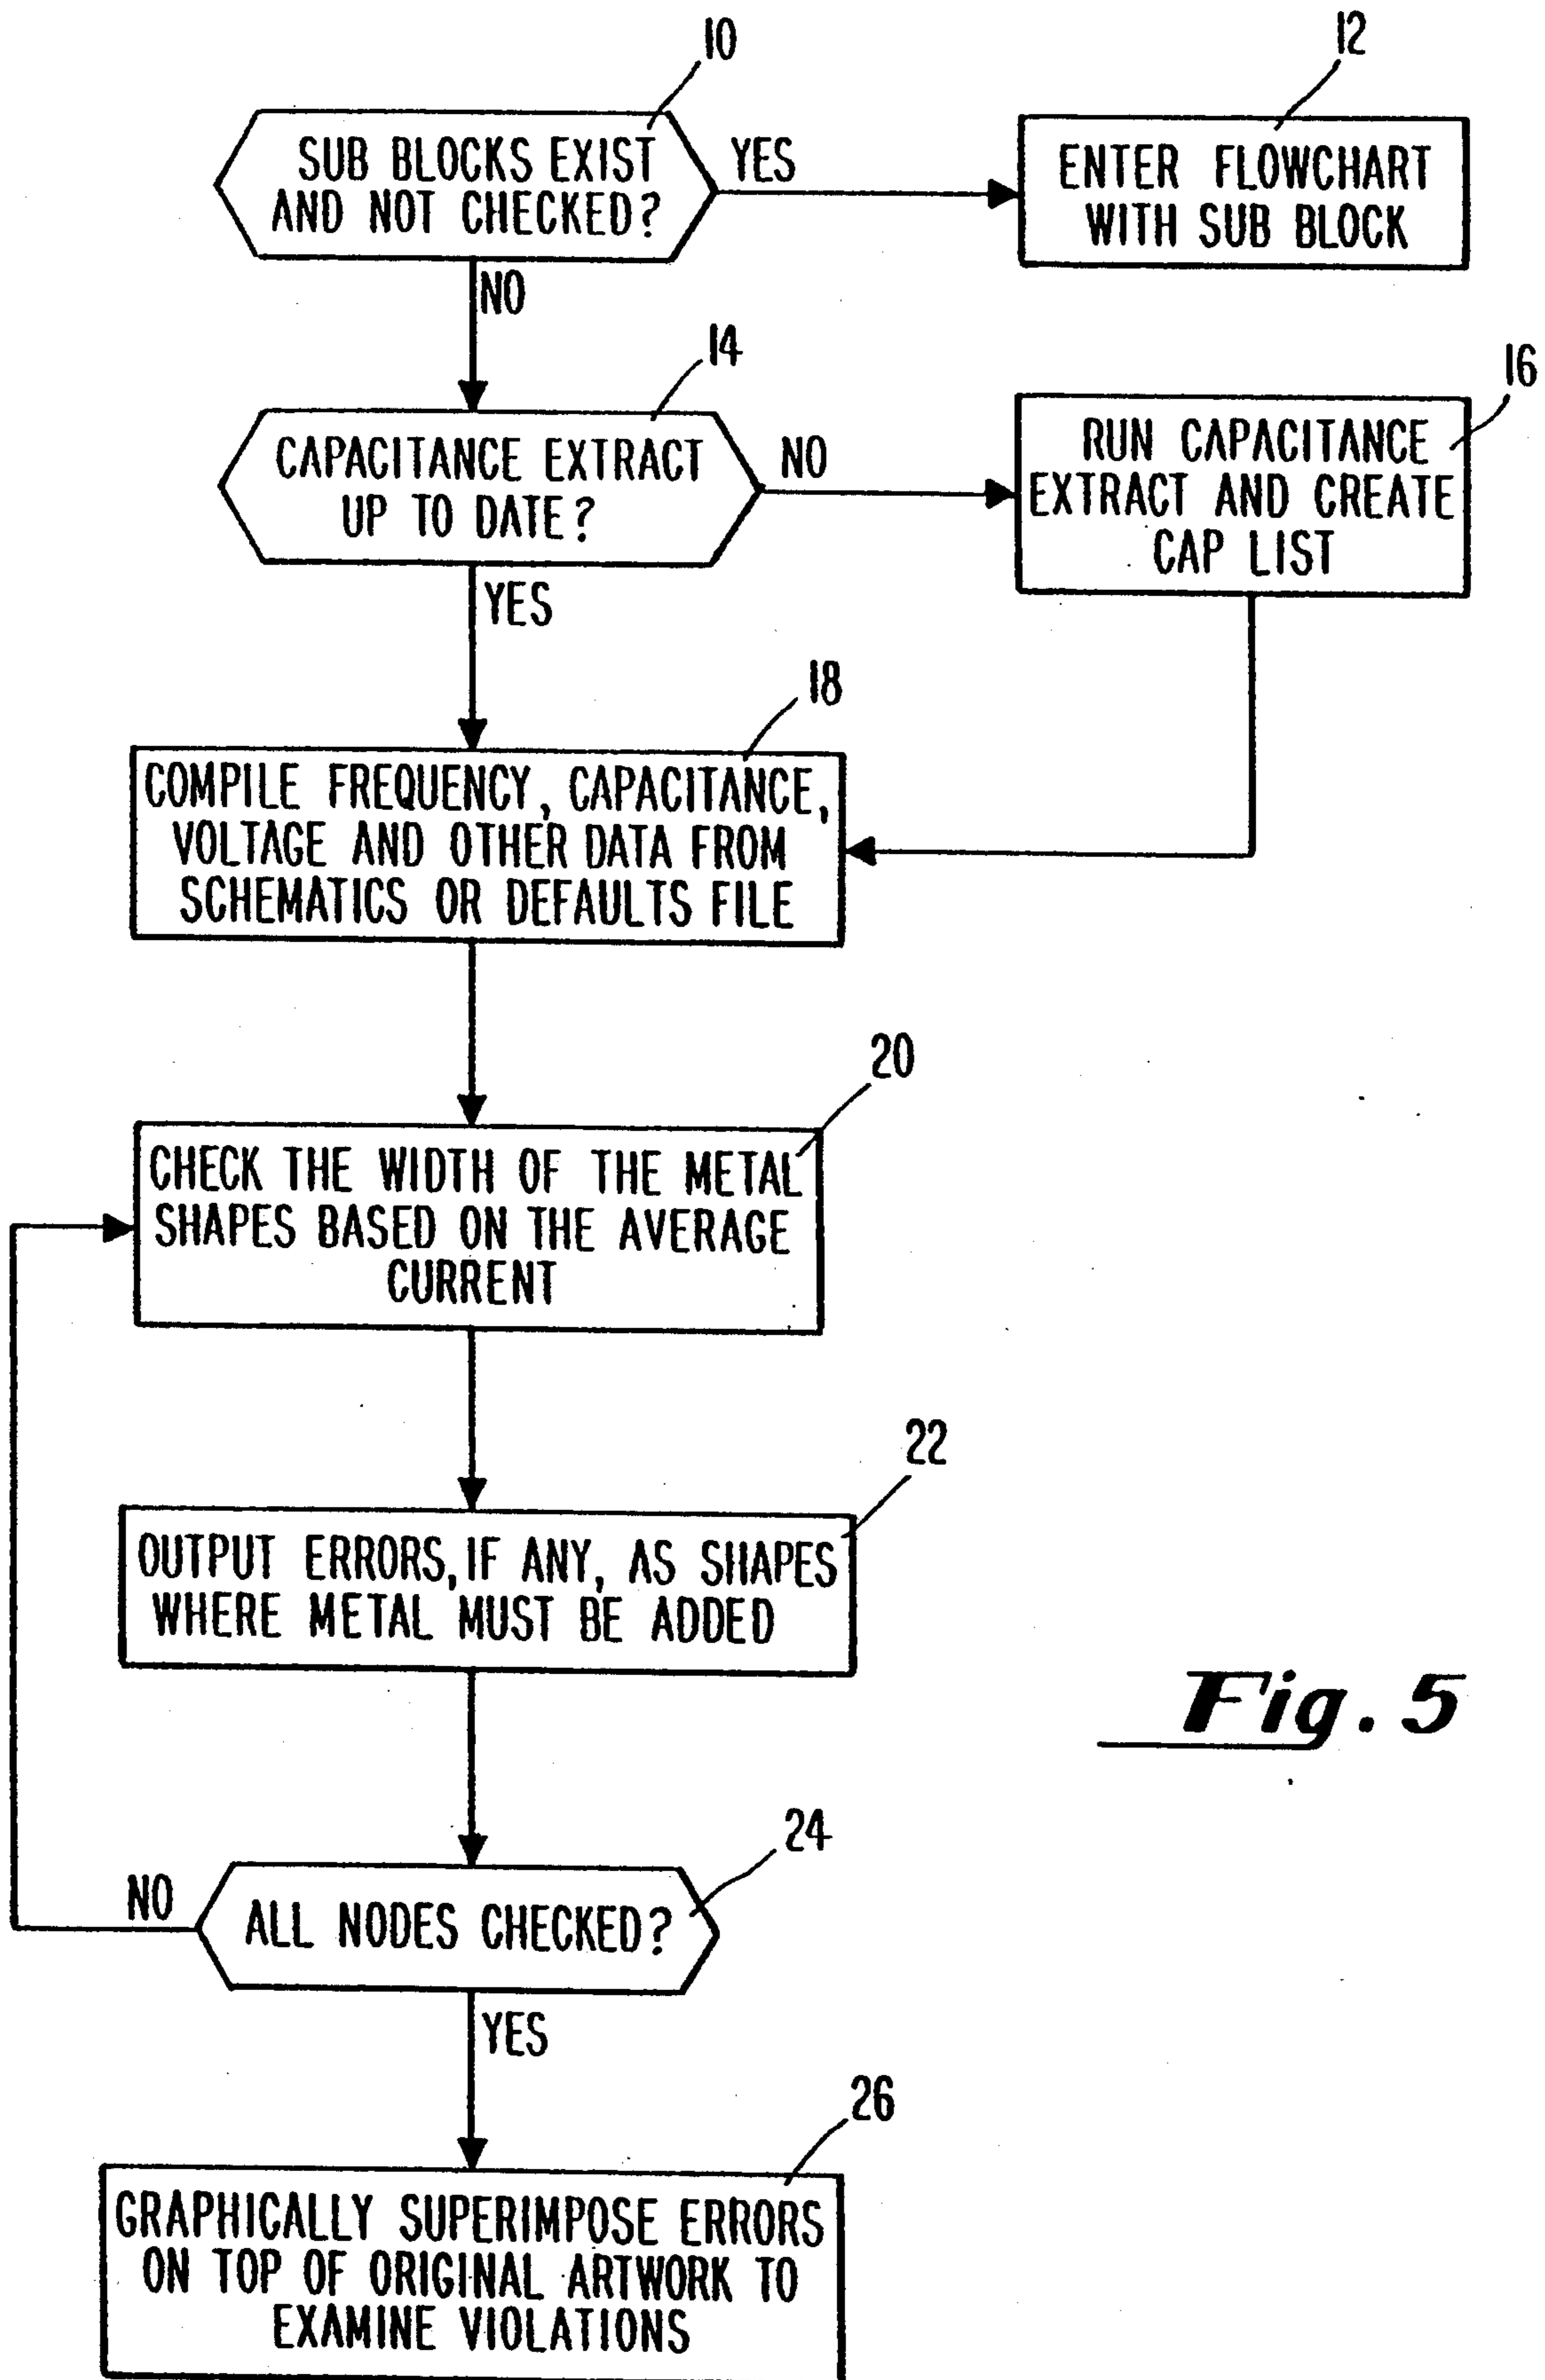 10
SUB BLOCKS EXIST
AND NOT CHECKED?
YES
12
ENTER FLOWCHART
WITH SUB BLOCK
NO
14
CAPACITANCE EXTRACT
UP TO DATE?
NO
16
RUN CAPACITANCE
EXTRACT AND CREATE
CAP LIST
YES
18
COMPILE FREQUENCY, CAPACITANCE,
VOLTAGE AND OTHER DATA FROM
SCHEMATICS OR DEFAULTS FILE
20
CHECK THE WIDTH OF THE METAL
SHAPES BASED ON THE AVERAGE
CURRENT
22
OUTPUT ERRORS, IF ANY, AS SHAPES
WHERE METAL MUST BE ADDED
24
ALL NODES CHECKED?
NO
YES
26
GRAPHICALLY SUPERIMPOSE ERRORS
ON TOP OF ORIGINAL ARTWORK TO
EXAMINE VIOLATIONS
Fig. 5